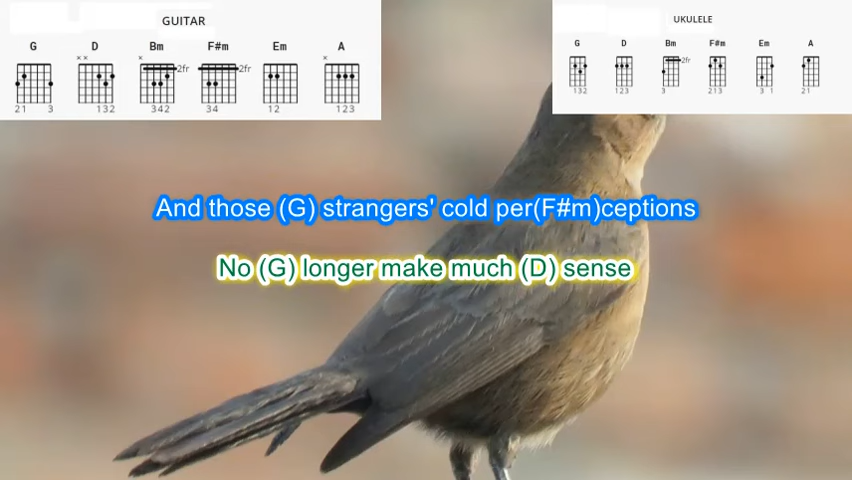 GUITAR
G D Bm F#m Em A
×× × ×
2fr 2fr
21 3 132 342 34 12 123
UKULELE
G D Bm F#m Em A
2fr
132 123 3 213 3 1 21
And those (G) strangers' cold per(F#m)ceptions
No (G) longer make much (D) sense